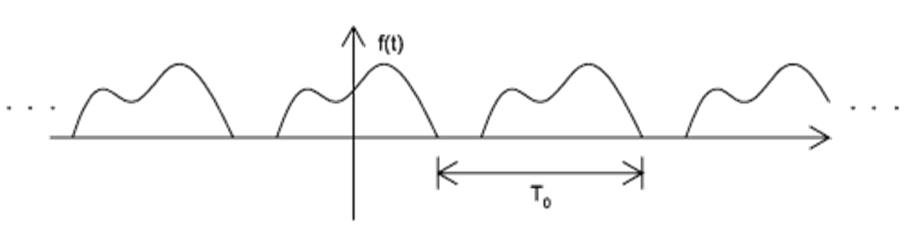 f(t)
. . . . . .
T₀